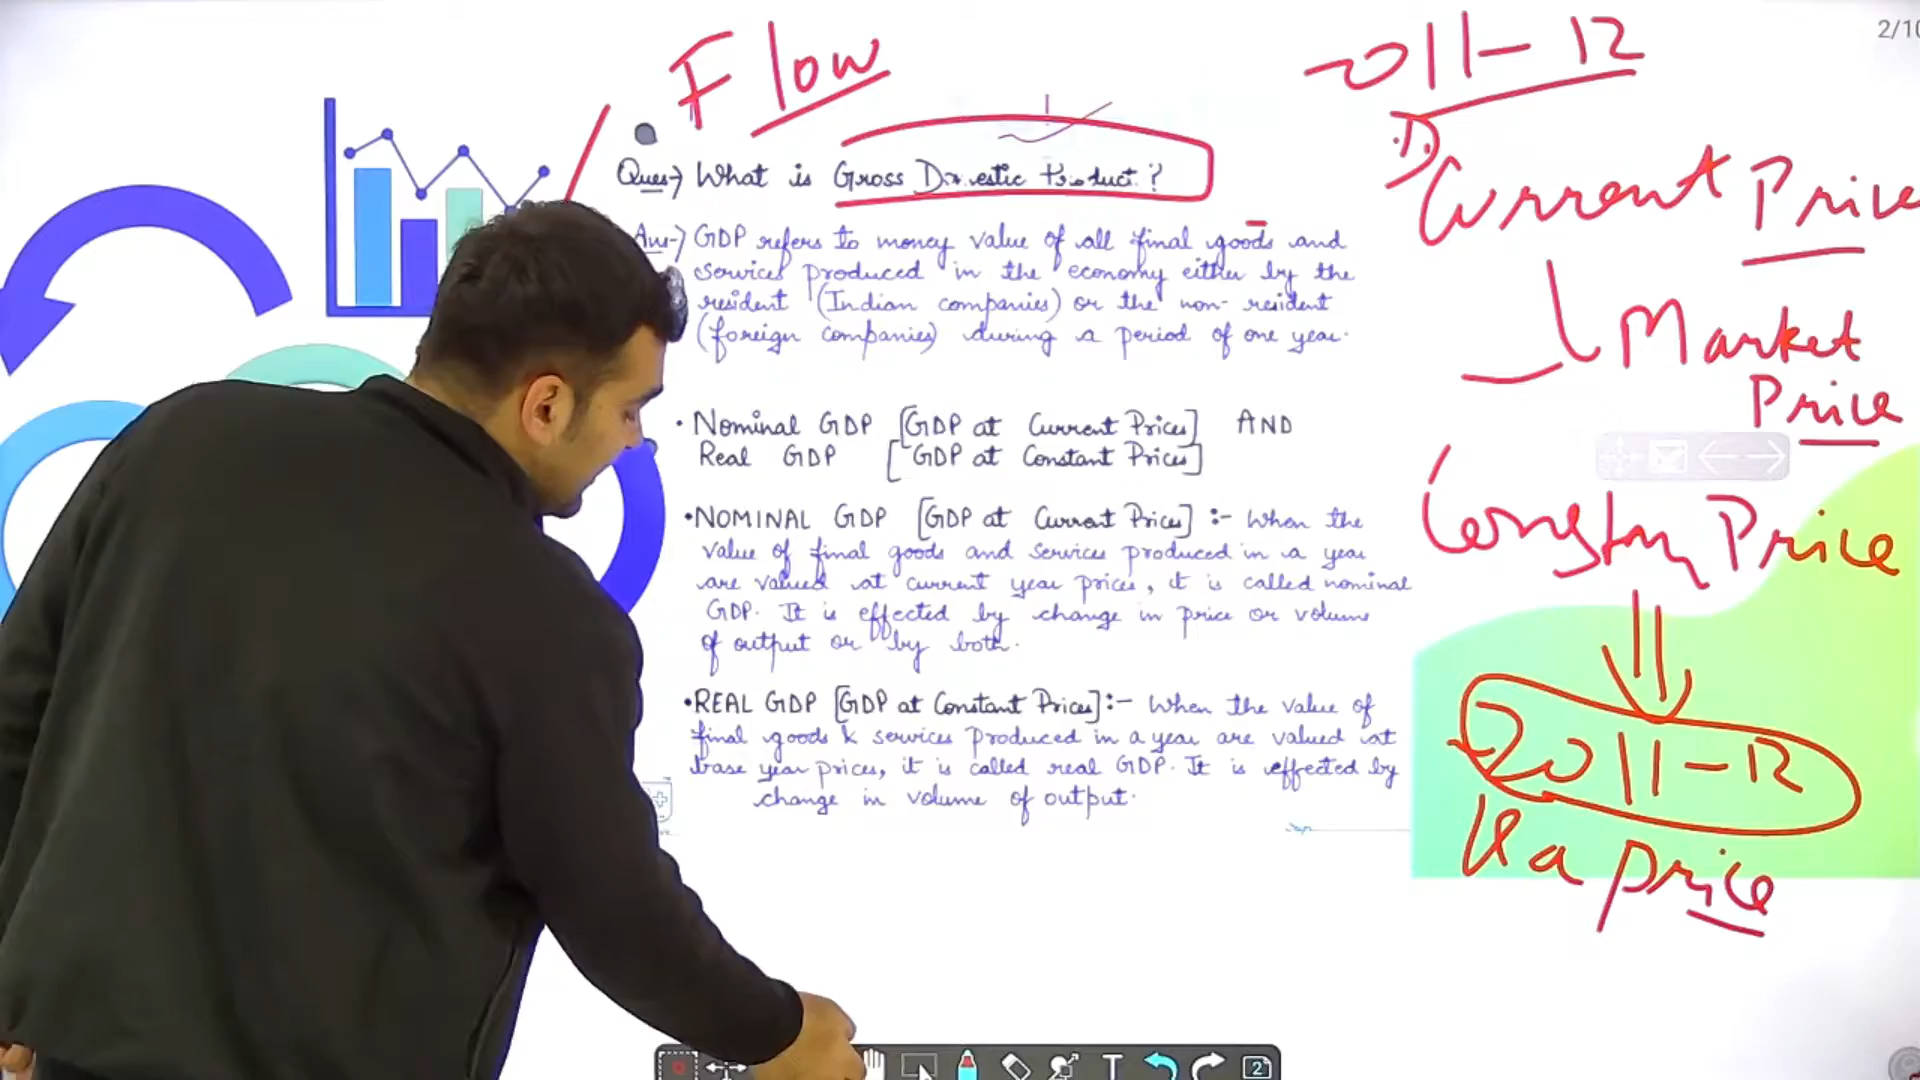 2/10
Flow
2011-12
Ques→ What is Gross Domestic Product?
1) Current Price
Ans→ GDP refers to money value of all final goods and
services produced in the economy either by the
resident (Indian companies) or the non-resident
(foreign companies) during a period of one year.
Market
Price
• Nominal GDP [GDP at Current Prices] AND
Real GDP [GDP at Constant Prices]
Price
• NOMINAL GDP [GDP at Current Prices] :- When the
value of final goods and services produced in a year
are valued at current year prices, it is called nominal
GDP. It is effected by change in price or volume
of output or by both.
• REAL GDP [GDP at Constant Prices] :- When the value of
final goods & services produced in a year are valued at
base year prices, it is called real GDP. It is effected by
change in volume of output.
2011-12
Ka price
T
2